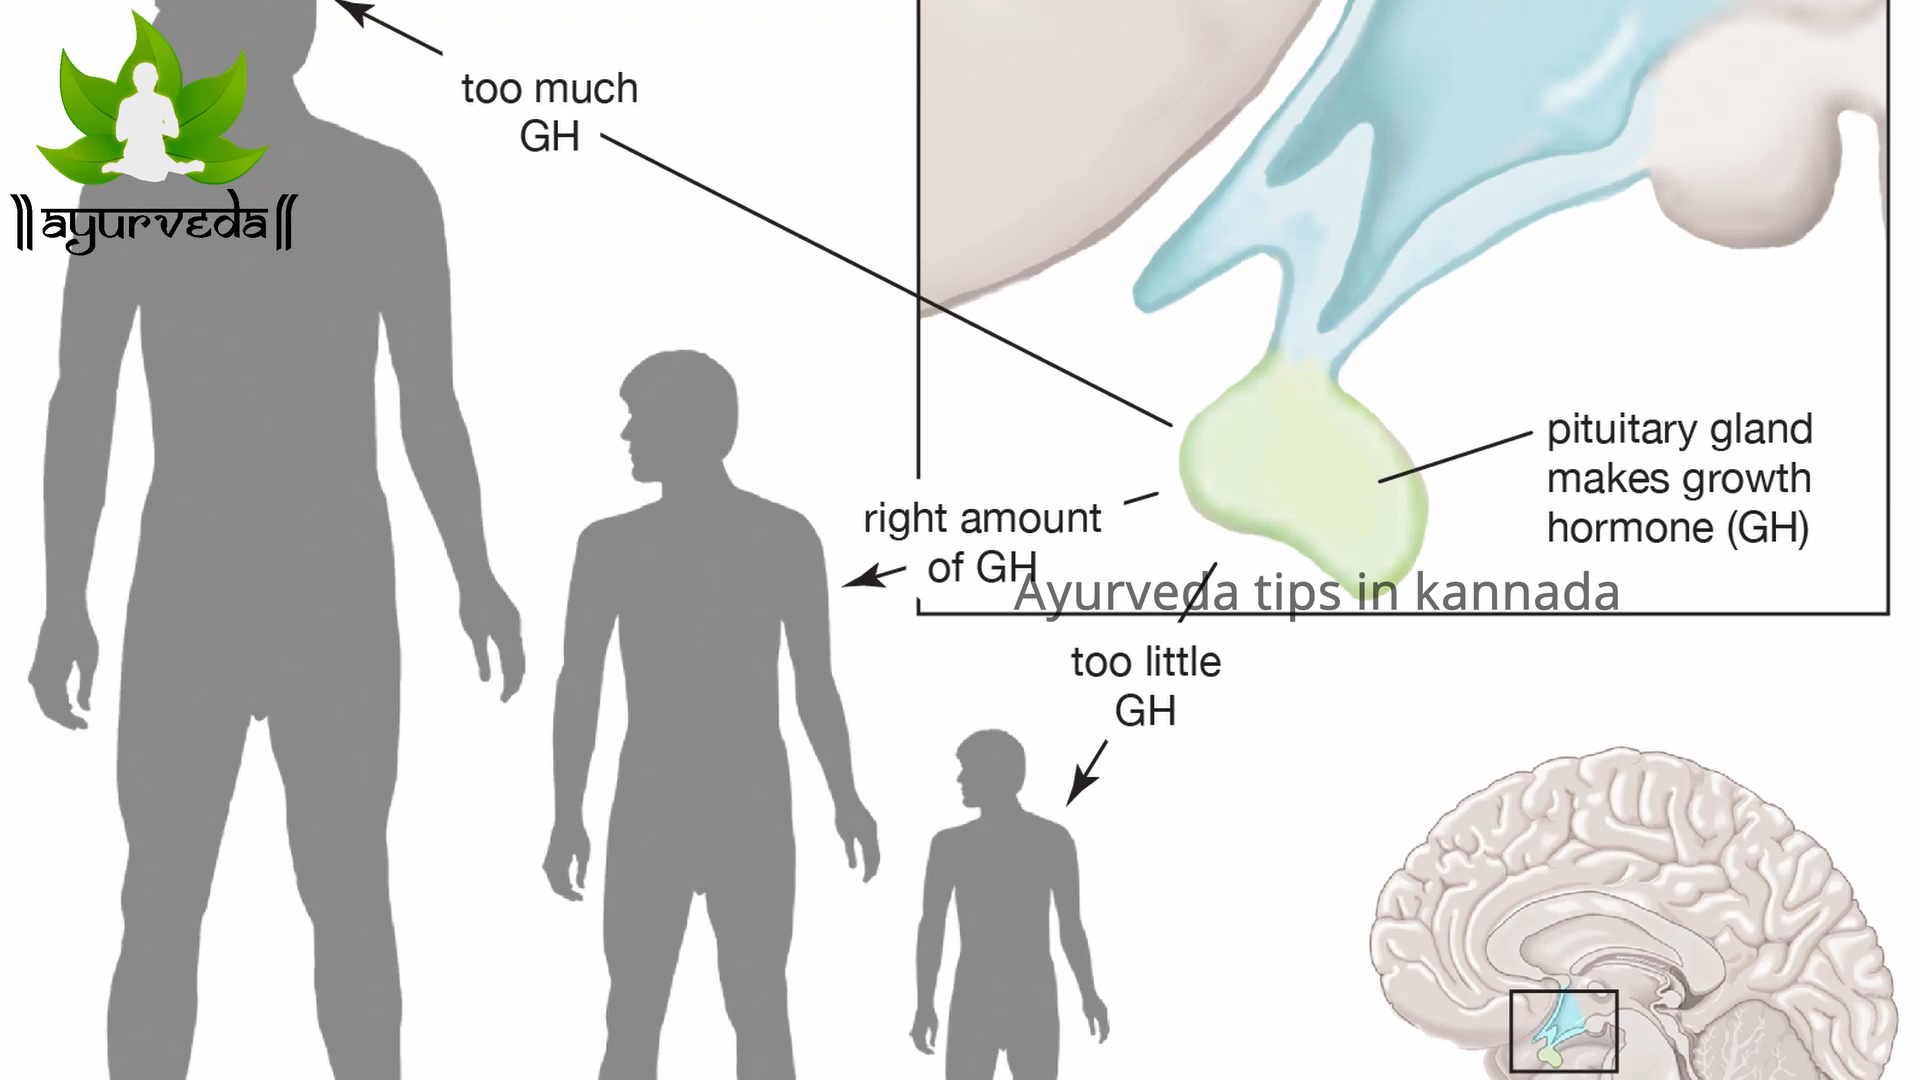 too much
GH
||ayurveda||
pituitary gland
makes growth
hormone (GH)
right amount
of GH
Ayurveda tips in kannada
too little
GH